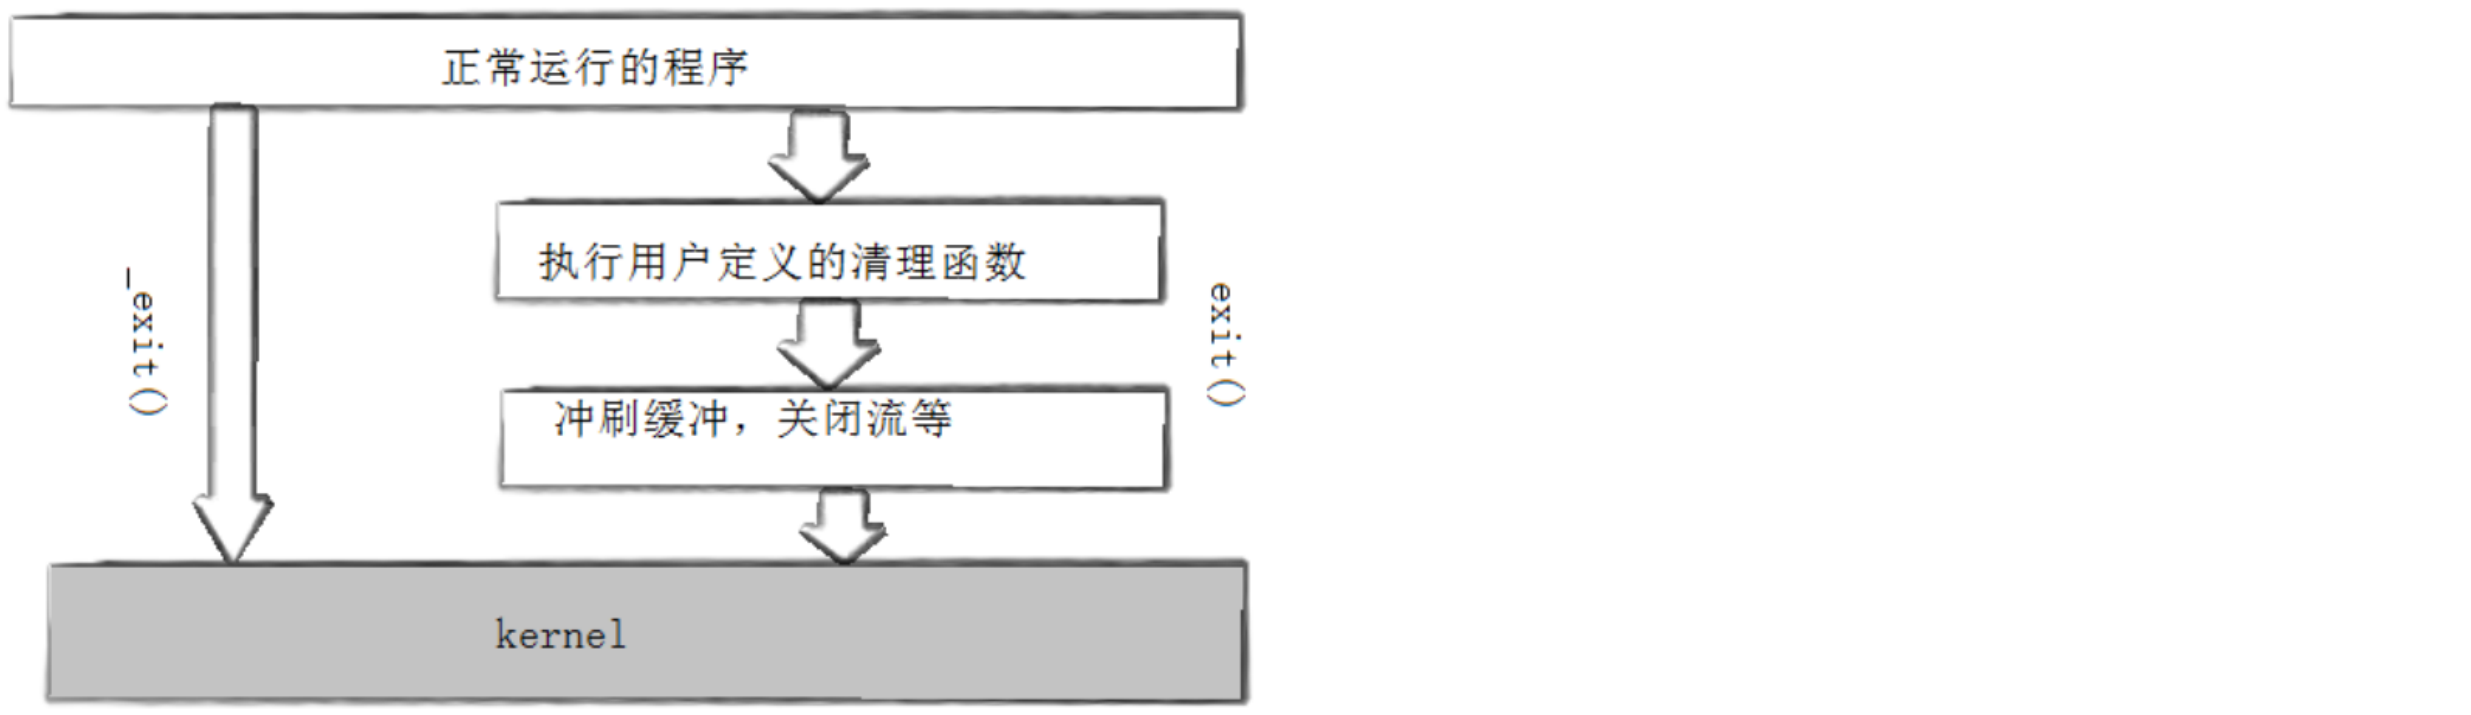 正常运行的程序
执行用户定义的清理函数
_exit()
exit()
冲刷缓冲，关闭流等
kernel